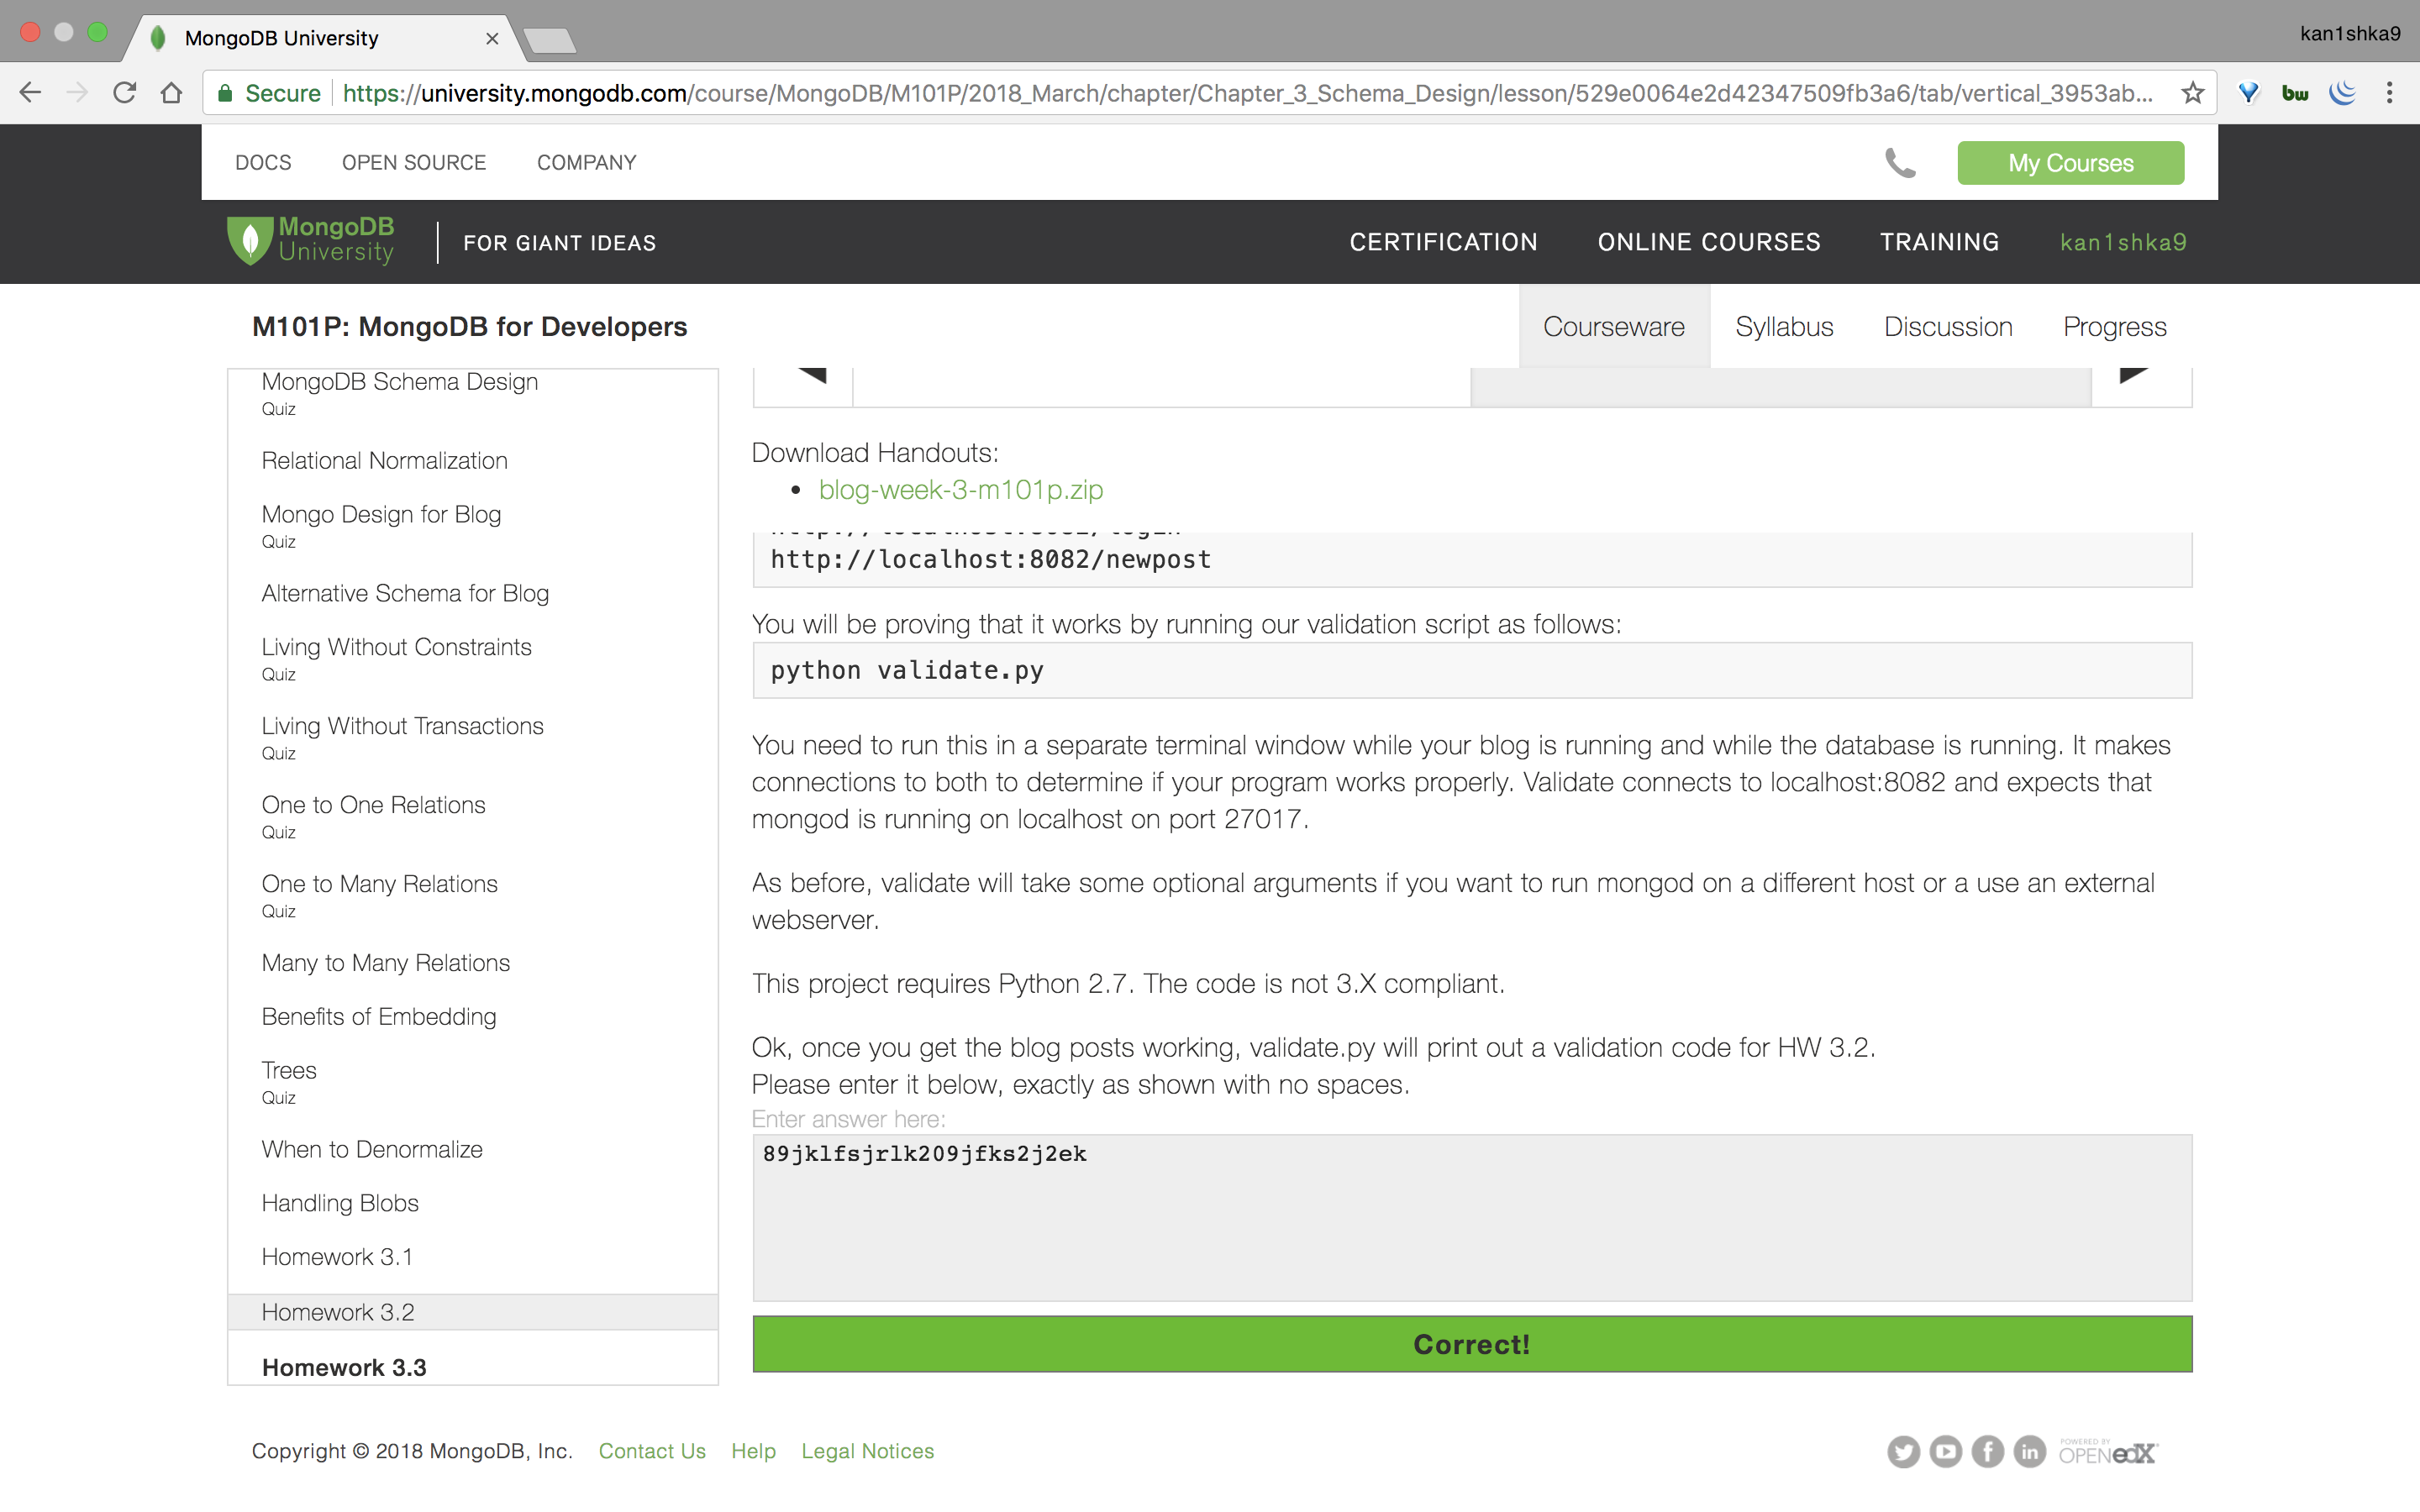 MongoDB University
kan1shka9
Secure https://university.mongodb.com/course/MongoDB/M101P/2018_March/chapter/Chapter_3_Schema_Design/lesson/529e0064e2d42347509fb3a6/tab/vertical_3953ab...
bw
DOCS OPEN SOURCE COMPANY
My Courses
MongoDB University
FOR GIANT IDEAS
CERTIFICATION ONLINE COURSES TRAINING kan1shka9
M101P: MongoDB for Developers
Courseware Syllabus Discussion Progress
MongoDB Schema Design
Quiz
Relational Normalization
Mongo Design for Blog
Quiz
Alternative Schema for Blog
Living Without Constraints
Quiz
Living Without Transactions
Quiz
One to One Relations
Quiz
One to Many Relations
Quiz
Many to Many Relations
Benefits of Embedding
Trees
Quiz
When to Denormalize
Handling Blobs
Homework 3.1
Homework 3.2
Homework 3.3
Download Handouts:
• blog-week-3-m101p.zip
http://localhost:8082/login
http://localhost:8082/newpost
You will be proving that it works by running our validation script as follows:
python validate.py
You need to run this in a separate terminal window while your blog is running and while the database is running. It makes
connections to both to determine if your program works properly. Validate connects to localhost:8082 and expects that
mongod is running on localhost on port 27017.
As before, validate will take some optional arguments if you want to run mongod on a different host or a use an external
webserver.
This project requires Python 2.7. The code is not 3.X compliant.
Ok, once you get the blog posts working, validate.py will print out a validation code for HW 3.2.
Please enter it below, exactly as shown with no spaces.
Enter answer here:
89jklfsjrlk209jfks2j2ek
Correct!
Copyright © 2018 MongoDB, Inc. Contact Us Help Legal Notices
POWERED BY
OPEN edX